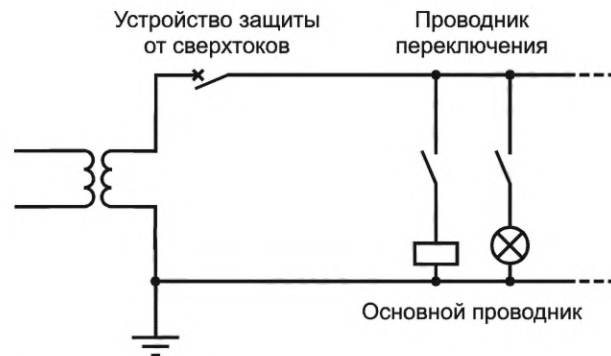 Устройство защиты
от сверхтоков
Проводник
переключения
Основной проводник